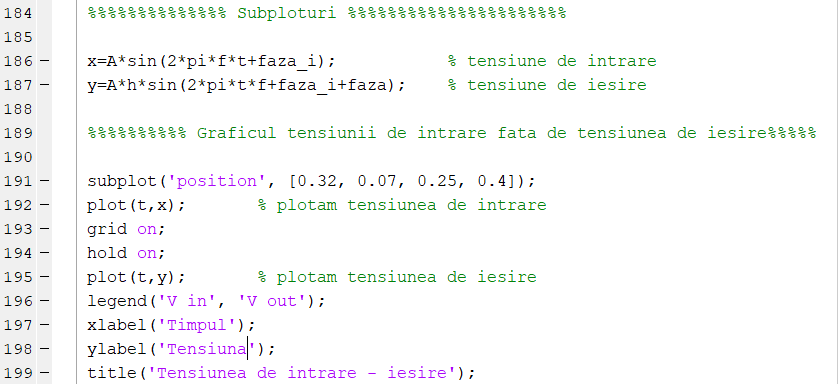 184 %%%%%%%%%%%%%% Subploturi %%%%%%%%%%%%%%%%%%%%%%
185
186 – x=A*sin(2*pi*f*t+faza_i); % tensiune de intrare
187 – y=A*h*sin(2*pi*t*f+faza_i+faza); % tensiune de iesire
188
189 %%%%%%%%%% Graficul tensiunii de intrare fata de tensiunea de iesire%%%%%
190
191 – subplot('position', [0.32, 0.07, 0.25, 0.4]);
192 – plot(t,x); % plotam tensiunea de intrare
193 – grid on;
194 – hold on;
195 – plot(t,y); % plotam tensiunea de iesire
196 – legend('V in', 'V out');
197 – xlabel('Timpul');
198 – ylabel('Tensiuna');
199 – title('Tensiunea de intrare - iesire');